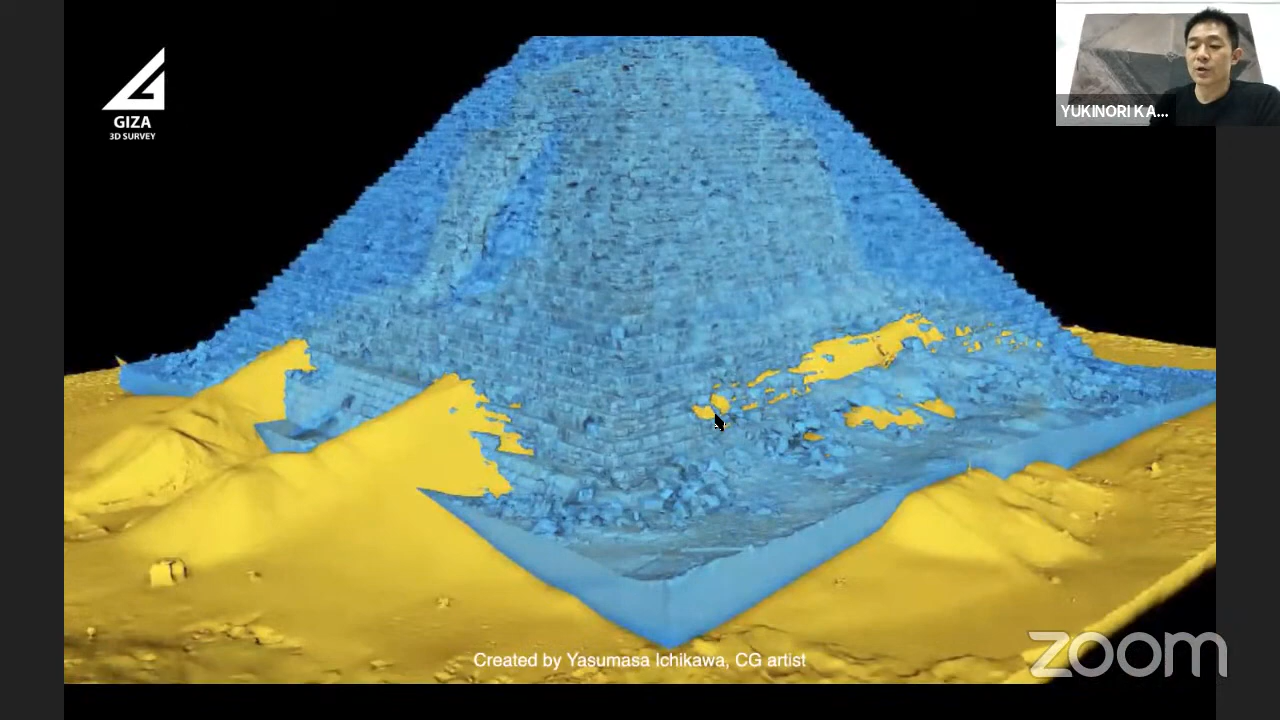 GIZA
3D SURVEY
YUKINORI KA...
Created by Yasumasa Ichikawa, CG artist
zoom